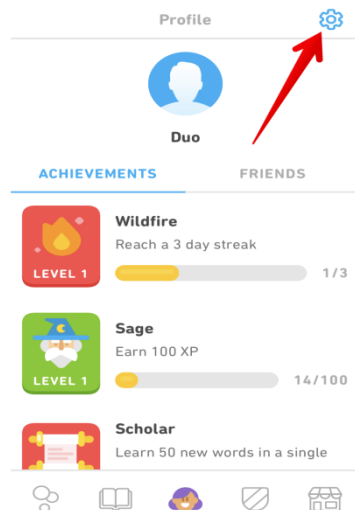 Profile
Duo
ACHIEVEMENTS FRIENDS
Wildfire
Reach a 3 day streak
LEVEL 1
1/3
Sage
Earn 100 XP
LEVEL 1
14/100
Scholar
Learn 50 new words in a single